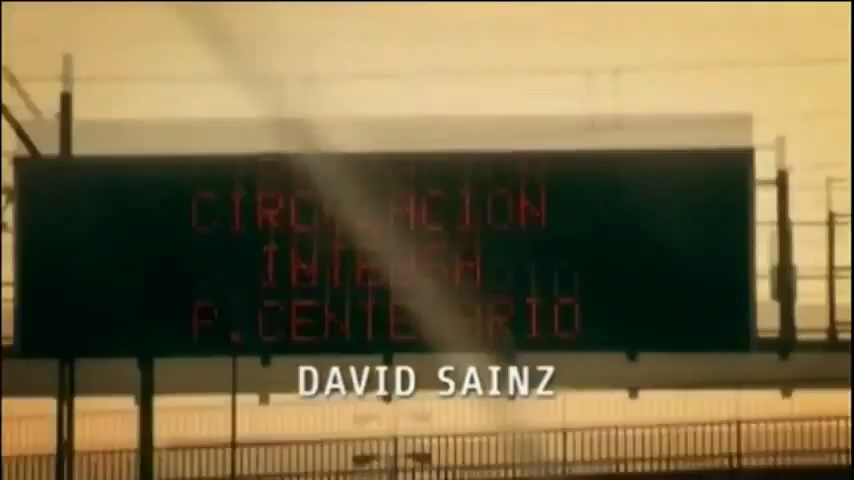 CIRCULACION
INTENSA
P.CENTENARIO
DAVID SAINZ